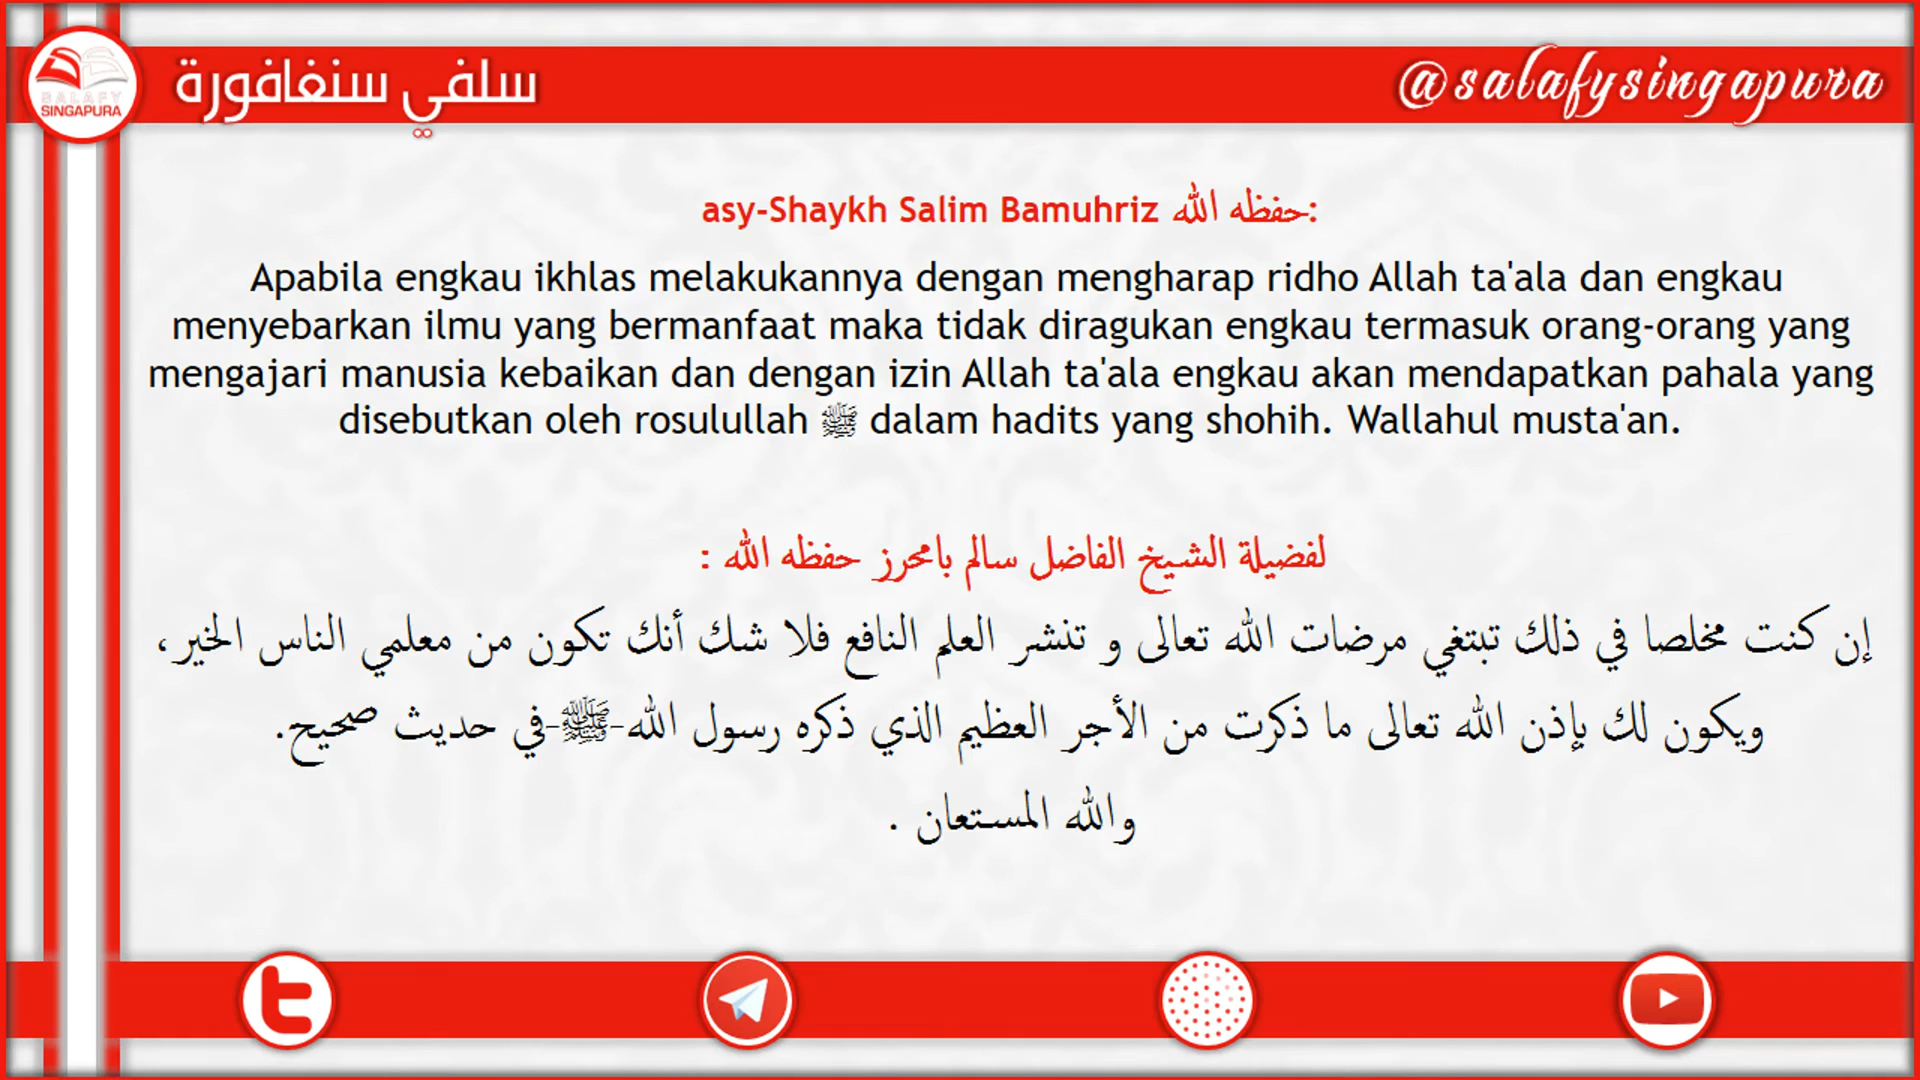 SALAFY
SINGAPURA
سلفي سنغافورة
@salafysingapura
asy-Shaykh Salim Bamuhriz حفظه الله:
Apabila engkau ikhlas melakukannya dengan mengharap ridho Allah ta'ala dan engkau
menyebarkan ilmu yang bermanfaat maka tidak diragukan engkau termasuk orang-orang yang
mengajari manusia kebaikan dan dengan izin Allah ta'ala engkau akan mendapatkan pahala yang
disebutkan oleh rosulullah ﷺ dalam hadits yang shohih. Wallahul musta'an.
لفضيلة الشيخ الفاضل سالم بامحرز حفظه الله :
إن كنت مخلصا في ذلك تبتغي مرضات الله تعالى و تنشر العلم النافع فلا شك أنك تكون من معلمي الناس الخير،
ويكون لك بإذن الله تعالى ما ذكرت من الأجر العظيم الذي ذكره رسول الله-ﷺ-في حديث صحيح.
والله المستعان .